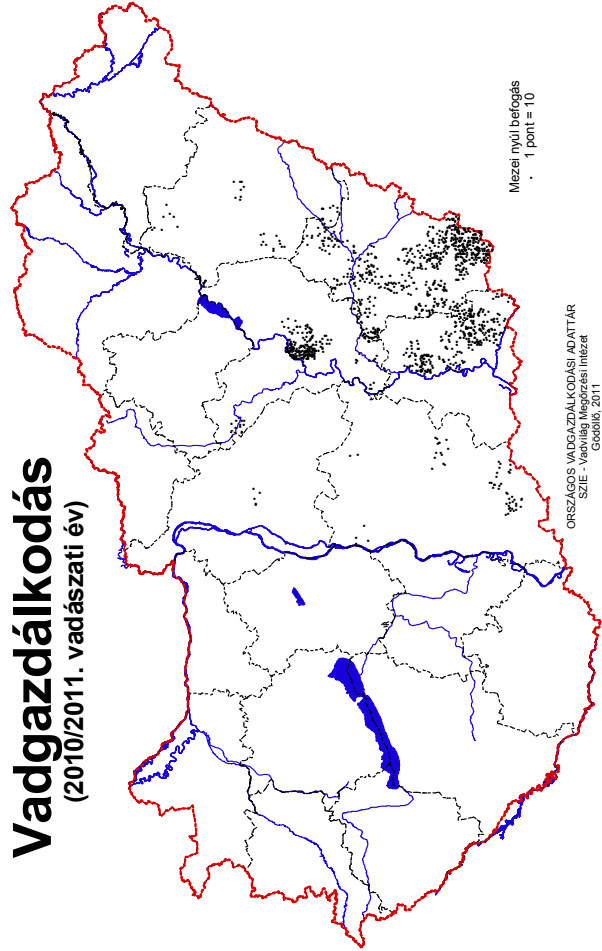 Vadgazdálkodás
(2010/2011. vadászati év)
Mezei nyúl befogás
· 1 pont = 10
ORSZÁGOS VADGAZDÁLKODÁSI ADATTÁR
SZIE - Vadvilág Megőrzési Intézet
Gödöllő, 2011